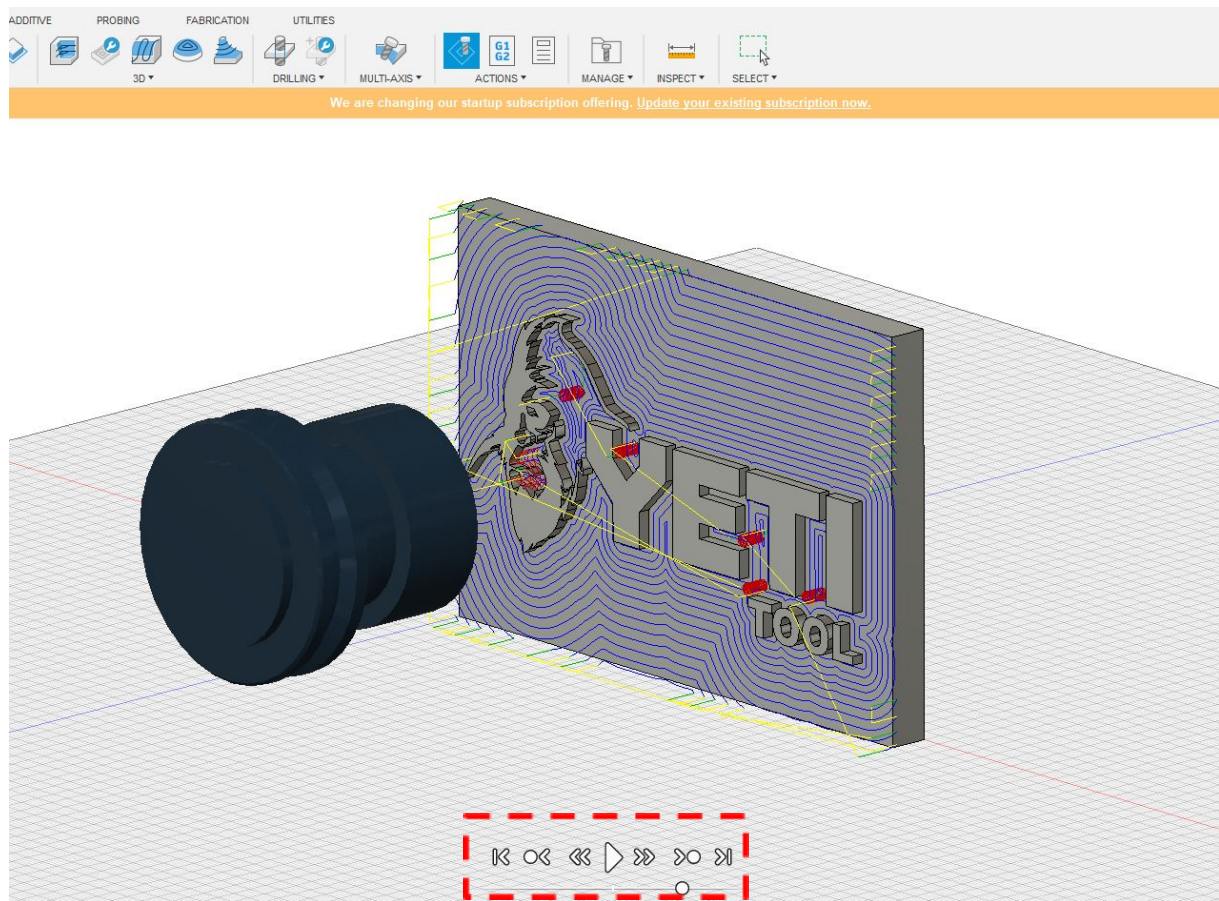 ADDITIVE PROBING FABRICATION UTILITIES
G1
G2
3D DRILLING MULTI-AXIS ACTIONS MANAGE INSPECT SELECT
We are changing our startup subscription offering. Update your existing subscription now.
YETI
TOOL